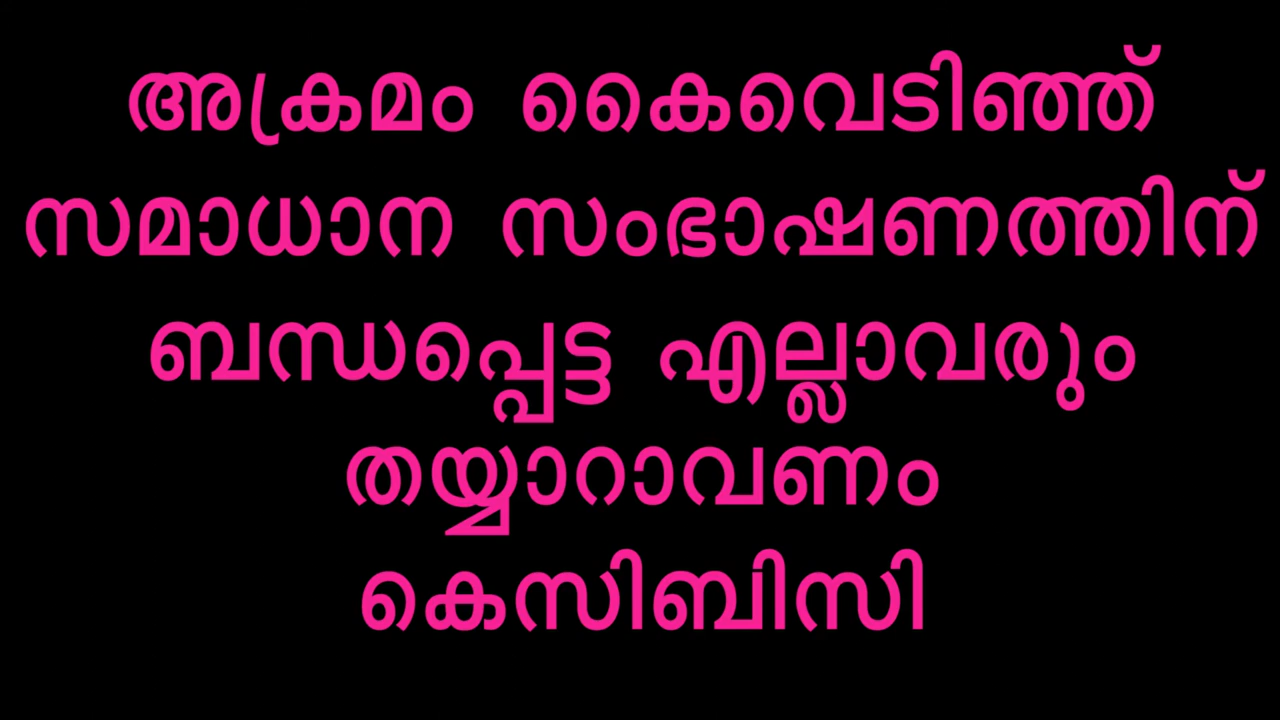 അക്രമം കൈവെടിഞ്ഞ്
സമാധാന സംഭാഷണത്തിന്
ബന്ധപ്പെട്ട എല്ലാവരും
തയ്യാറാവണം
കെസിബിസി